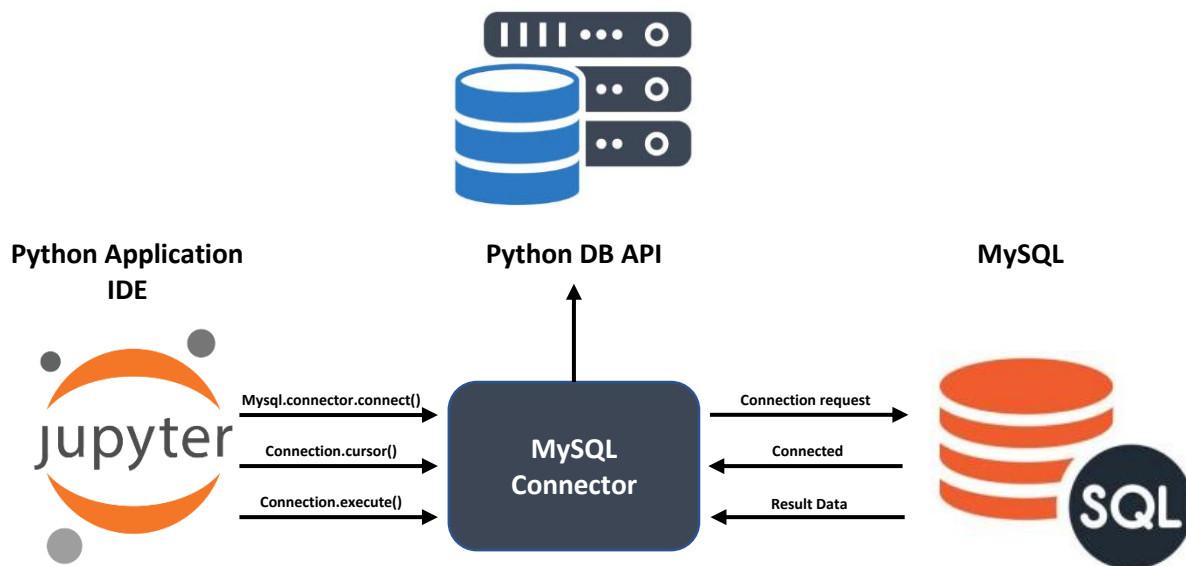 Python Application
IDE
Python DB API
MySQL
jupyter
Mysql.connector.connect()
Connection.cursor()
Connection.execute()
MySQL
Connector
Connection request
Connected
Result Data
SQL